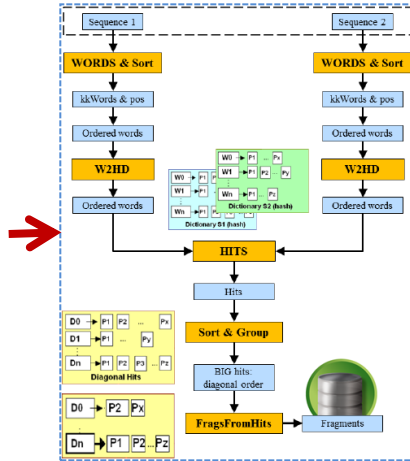 Sequence 1
Sequence 2
WORDS & Sort
WORDS & Sort
kkWords & pos
kkWords & pos
Ordered words
Ordered words
W2HD
W2HD
W0 P1 P2 ... Px
W1 P1 P2 ... Py
Wn P1 ... Pz
Dictionary S2 (hash)
W0 P1
W1 P1
Wn P1
Dictionary S1 (hash)
Ordered words
Ordered words
HITS
Hits
Sort & Group
D0 P1 P2 ... Px
D1 P1 ... Py
Dn P1 P2 P3 ... Pz
Diagonal Hits
BIG hits:
diagonal order
D0 P2 Px
Dn P1 P2 ... Pz
FragsFromHits
Fragments